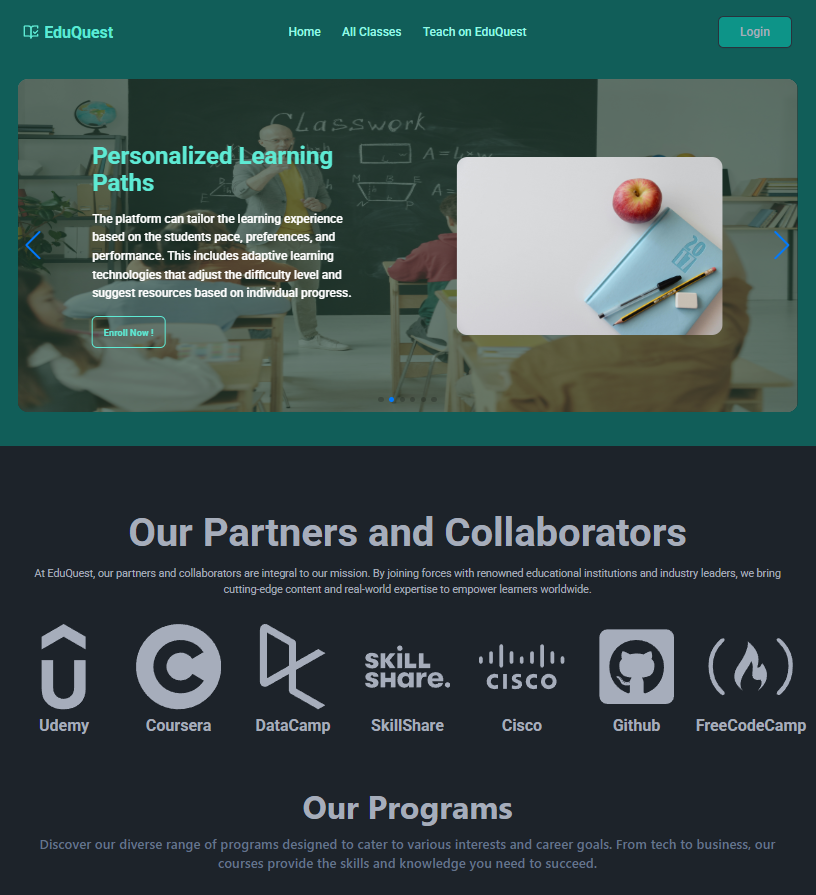 EduQuest
Home
All Classes
Teach on EduQuest
Login
Classwork
Personalized Learning
Paths
The platform can tailor the learning experience
based on the students pace, preferences, and
performance. This includes adaptive learning
technologies that adjust the difficulty level and
suggest resources based on individual progress.
Enroll Now !
2017
Our Partners and Collaborators
At EduQuest, our partners and collaborators are integral to our mission. By joining forces with renowned educational institutions and industry leaders, we bring
cutting-edge content and real-world expertise to empower learners worldwide.
SKILL
SHARE.
CISCO
Udemy
Coursera
DataCamp
SkillShare
Cisco
Github
FreeCodeCamp
Our Programs
Discover our diverse range of programs designed to cater to various interests and career goals. From tech to business, our
courses provide the skills and knowledge you need to succeed.